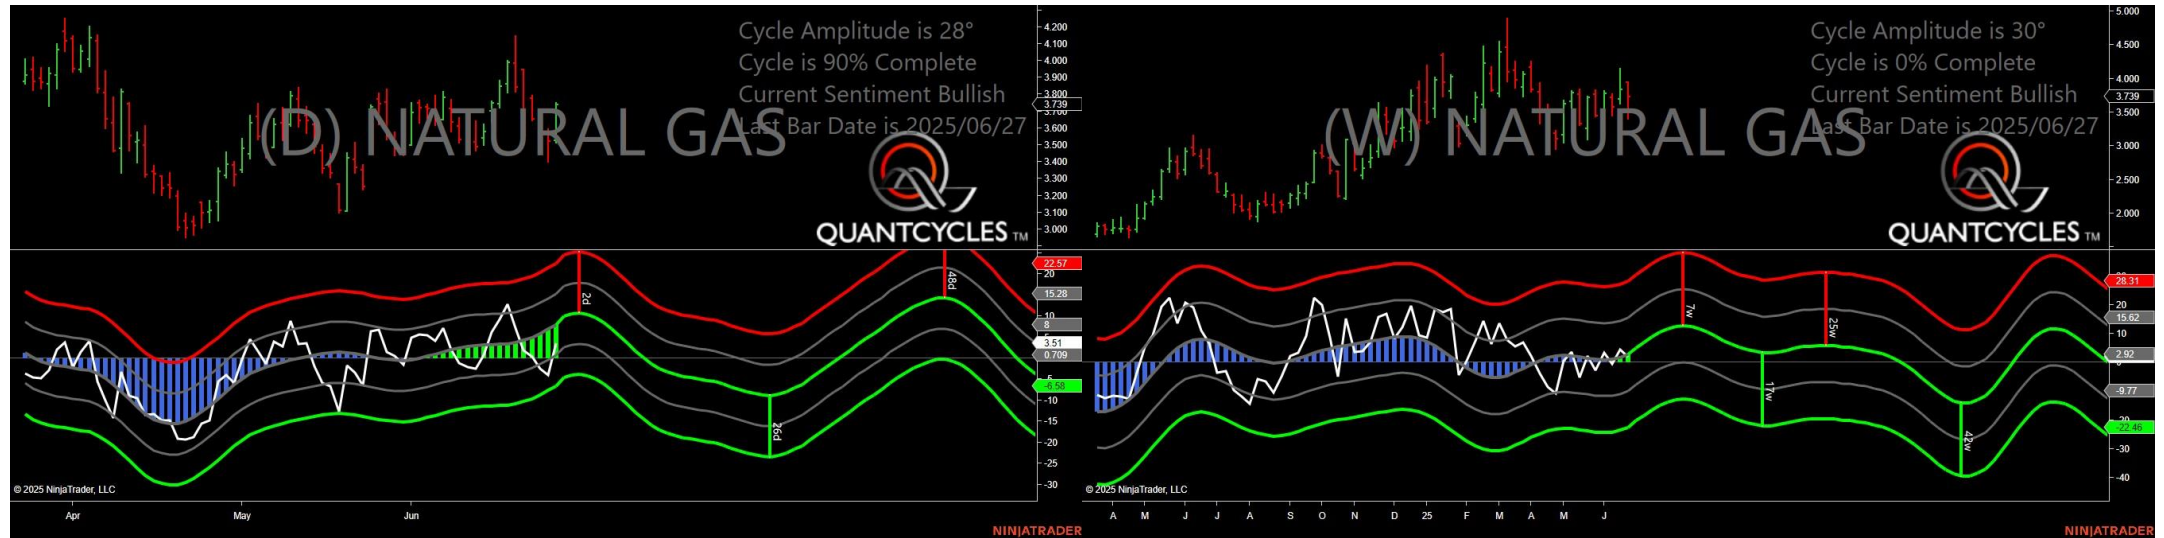 Cycle Amplitude is 28°
Cycle is 90% Complete
Current Sentiment Bullish
Last Bar Date is 2025/06/27
(D) NATURAL GAS
QUANTCYCLES TM
4.200
4.100
4.000
3.900
3.800
3.739
3.600
3.500
3.400
3.300
3.200
3.100
3.000
22.57
20
15.28
10
8
3.51
0.709
-5
-6.58
-10
-15
-20
-25
-30
2d
26d
48d
© 2025 NinjaTrader, LLC
Apr
May
Jun
NINJATRADER
Cycle Amplitude is 30°
Cycle is 0% Complete
Current Sentiment Bullish
Last Bar Date is 2025/06/27
(W) NATURAL GAS
QUANTCYCLES TM
5.000
4.500
4.000
3.739
3.500
3.000
2.500
2.000
28.31
20
15.62
10
2.92
-9.77
-22.46
-30
-40
7w
17w
25w
42w
© 2025 NinjaTrader, LLC
A M J J A S O N D 25 F M A M J
NINJATRADER